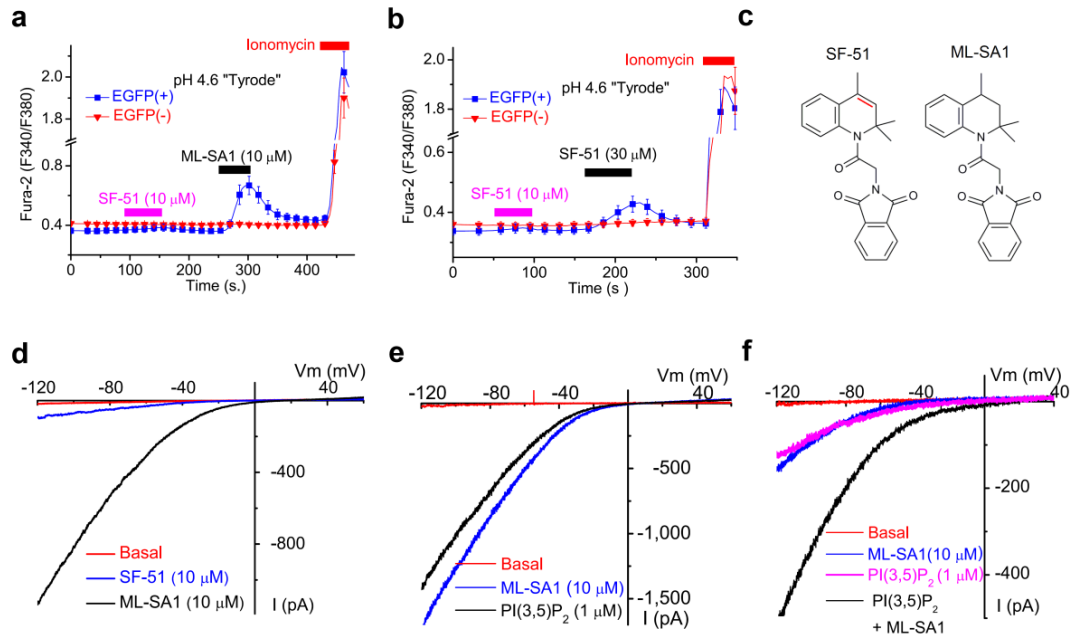 a
Ionomycin
pH 4.6 "Tyrode"
EGFP(+)
EGFP(-)
ML-SA1 (10 μM)
SF-51 (10 μM)
Fura-2 (F340/F380)
2.0
1.6
0.8
0.4
0 100 200 300 400
Time (s.)
b
Ionomycin
pH 4.6 "Tyrode"
EGFP(+)
EGFP(-)
SF-51 (30 μM)
SF-51 (10 μM)
Fura-2 (F340/F380)
2.0
1.8
0.6
0.4
0 100 200 300
Time (s )
c
SF-51
ML-SA1
N
O
N
O
O
N
O
N
O
O
d
Vm (mV)
-120 -80 -40 40
-400
-800
Basal
SF-51 (10 μM)
ML-SA1 (10 μM)
I (pA)
e
Vm (mV)
-120 -80 -40 40
-500
-1,000
-1,500
Basal
ML-SA1 (10 μM)
PI(3,5)P2 (1 μM)
I (pA)
f
Vm (mV)
-120 -80 -40 40
-200
-400
Basal
ML-SA1(10 μM)
PI(3,5)P2 (1 μM)
PI(3,5)P2
+ ML-SA1
I (pA)